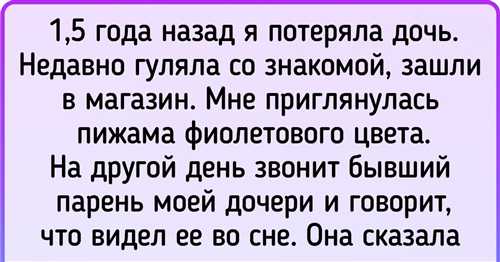 1,5 года назад я потеряла дочь.
Недавно гуляла со знакомой, зашли
в магазин. Мне приглянулась
пижама фиолетового цвета.
На другой день звонит бывший
парень моей дочери и говорит,
что видел ее во сне. Она сказала